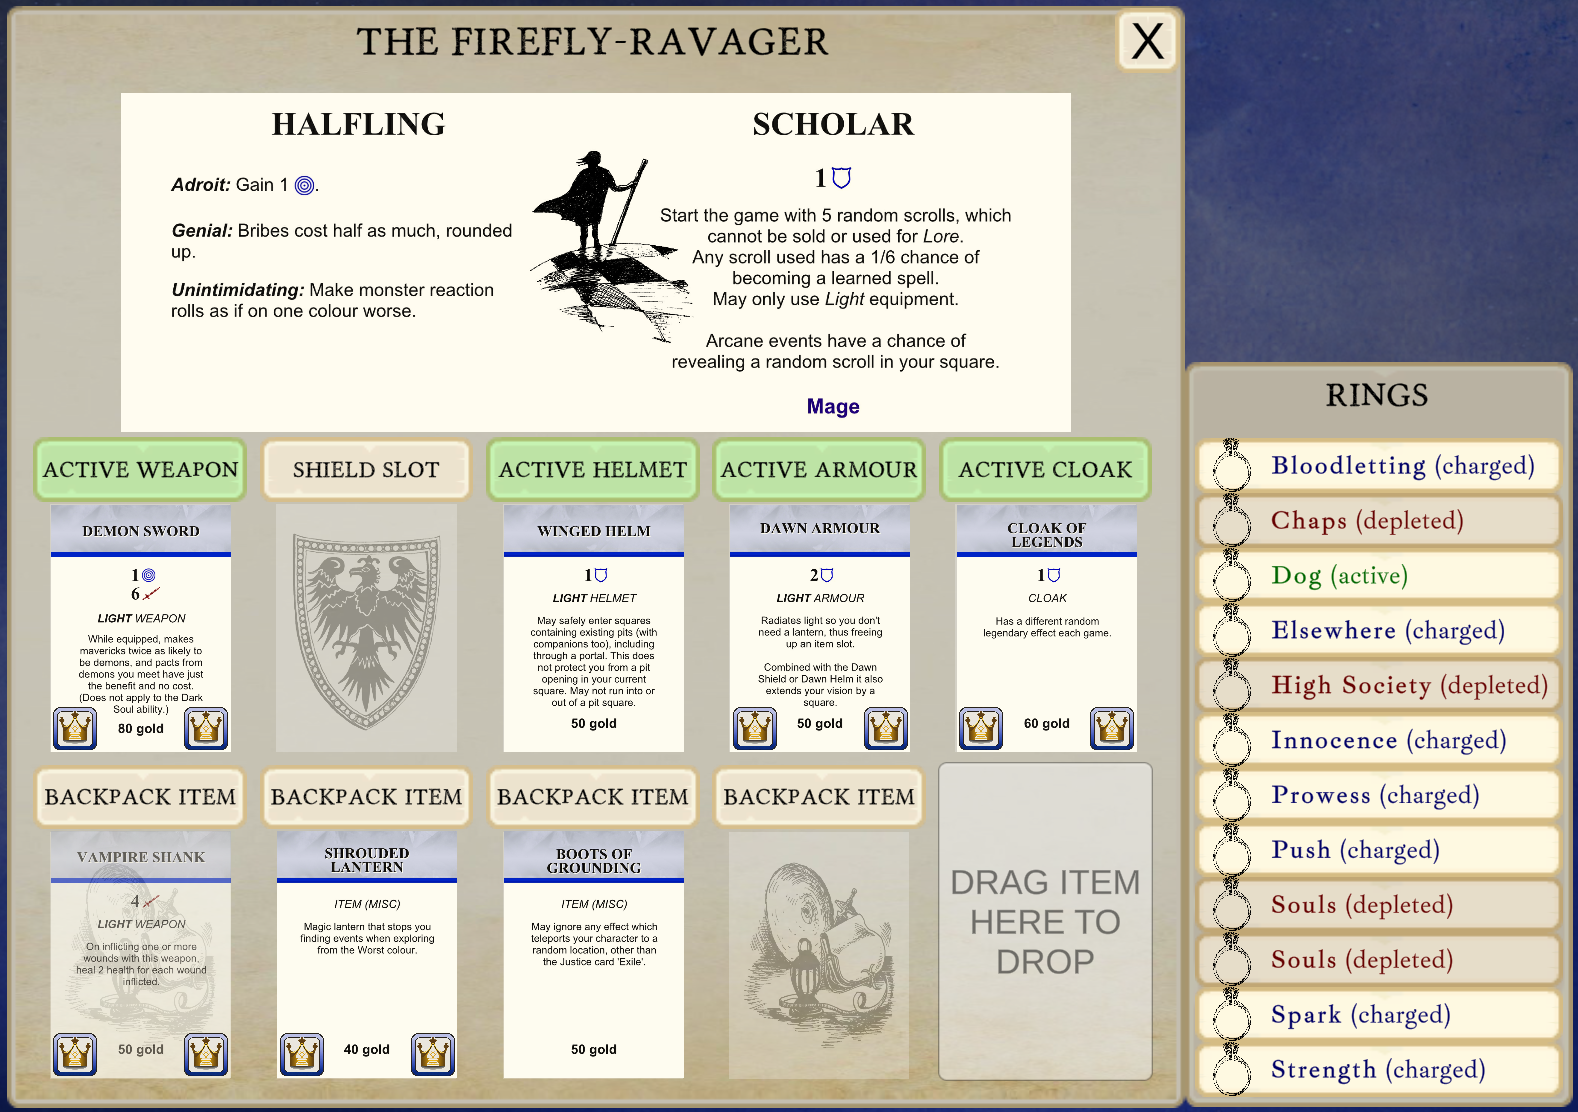 THE FIREFLY-RAVAGER
X
HALFLING
Adroit: Gain 1 .
Genial: Bribes cost half as much, rounded
up.
Unintimidating: Make monster reaction
rolls as if on one colour worse.
SCHOLAR
1
Start the game with 5 random scrolls, which
cannot be sold or used for Lore.
Any scroll used has a 1/6 chance of
becoming a learned spell.
May only use Light equipment.
Arcane events have a chance of
revealing a random scroll in your square.
Mage
ACTIVE WEAPON
DEMON SWORD
1
6
LIGHT WEAPON
While equipped, makes
mavericks twice as likely to
be demons, and pacts from
demons you meet have just
the benefit and no cost.
(Does not apply to the Dark
Soul ability.)
80 gold
SHIELD SLOT
ACTIVE HELMET
WINGED HELM
1
LIGHT HELMET
May safely enter squares
containing existing pits (with
companions too), including
through a portal. This does
not protect you from a pit
opening in your current
square. May not run into or
out of a pit square.
50 gold
ACTIVE ARMOUR
DAWN ARMOUR
2
LIGHT ARMOUR
Radiates light so you don't
need a lantern, thus freeing
up an item slot.
Combined with the Dawn
Shield or Dawn Helm it also
extends your vision by a
square.
50 gold
ACTIVE CLOAK
CLOAK OF
LEGENDS
1
CLOAK
Has a different random
legendary effect each game.
60 gold
BACKPACK ITEM
VAMPIRE SHANK
4
LIGHT WEAPON
On inflicting one or more
wounds with this weapon,
heal 2 health for each wound
inflicted.
50 gold
BACKPACK ITEM
SHROUDED
LANTERN
ITEM (MISC)
Magic lantern that stops you
finding events when exploring
from the Worst colour.
40 gold
BACKPACK ITEM
BOOTS OF
GROUNDING
ITEM (MISC)
May ignore any effect which
teleports your character to a
random location, other than
the Justice card 'Exile'.
50 gold
BACKPACK ITEM
DRAG ITEM
HERE TO
DROP
RINGS
Bloodletting (charged)
Chaps (depleted)
Dog (active)
Elsewhere (charged)
High Society (depleted)
Innocence (charged)
Prowess (charged)
Push (charged)
Souls (depleted)
Souls (depleted)
Spark (charged)
Strength (charged)